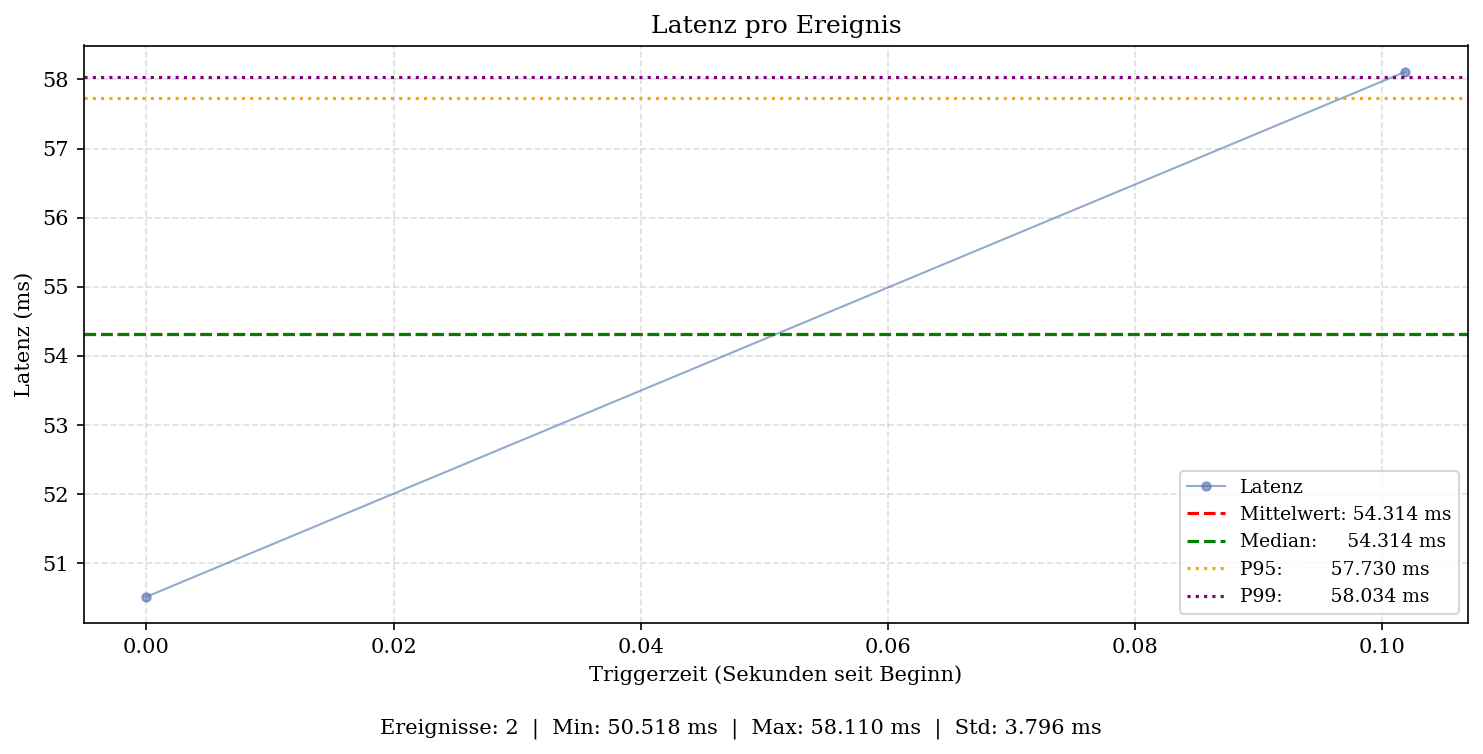 Latenz pro Ereignis
Latenz (ms)
58
57
56
55
54
53
52
51
Latenz
Mittelwert: 54.314 ms
Median: 54.314 ms
P95: 57.730 ms
P99: 58.034 ms
0.00 0.02 0.04 0.06 0.08 0.10
Triggerzeit (Sekunden seit Beginn)
Ereignisse: 2 | Min: 50.518 ms | Max: 58.110 ms | Std: 3.796 ms